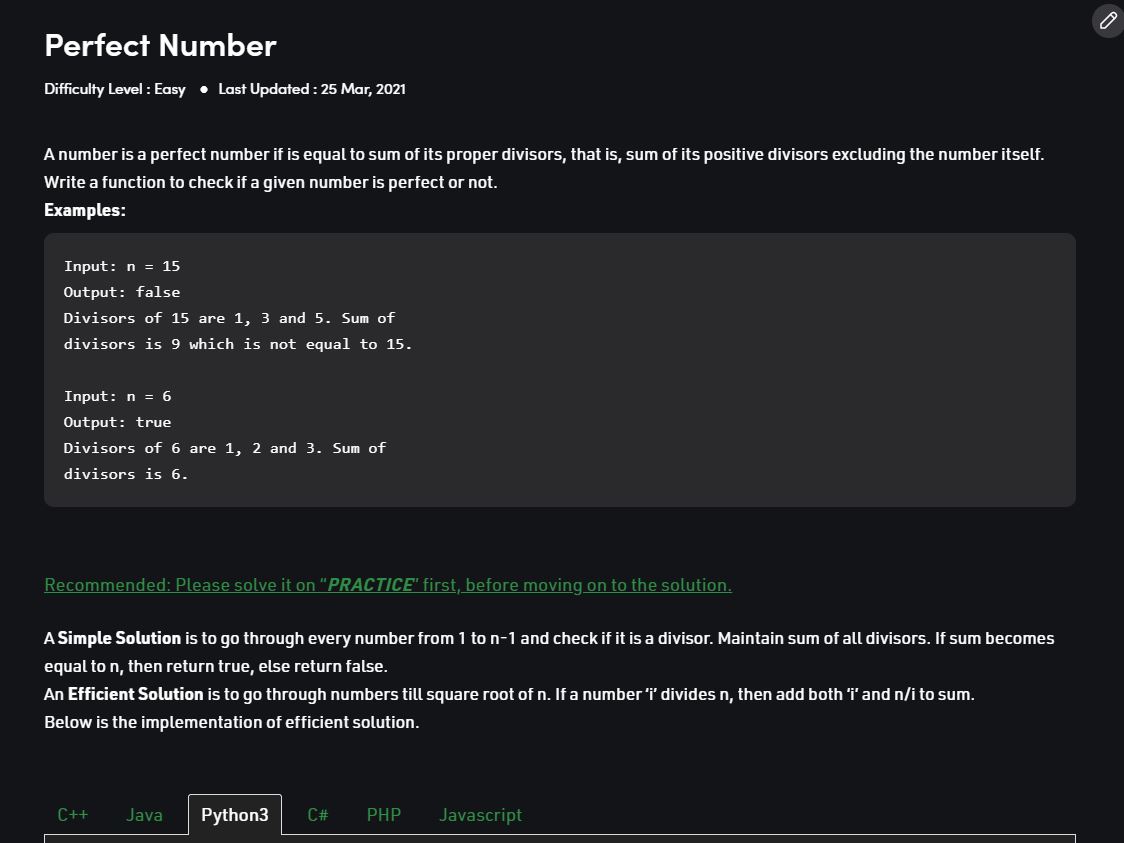 Perfect Number
Difficulty Level : Easy ● Last Updated : 25 Mar, 2021
A number is a perfect number if is equal to sum of its proper divisors, that is, sum of its positive divisors excluding the number itself.
Write a function to check if a given number is perfect or not.
Examples:
Input: n = 15
Output: false
Divisors of 15 are 1, 3 and 5. Sum of
divisors is 9 which is not equal to 15.
Input: n = 6
Output: true
Divisors of 6 are 1, 2 and 3. Sum of
divisors is 6.
Recommended: Please solve it on “PRACTICE” first, before moving on to the solution.
A Simple Solution is to go through every number from 1 to n-1 and check if it is a divisor. Maintain sum of all divisors. If sum becomes
equal to n, then return true, else return false.
An Efficient Solution is to go through numbers till square root of n. If a number ‘i’ divides n, then add both ‘i’ and n/i to sum.
Below is the implementation of efficient solution.
C++ Java Python3 C# PHP Javascript